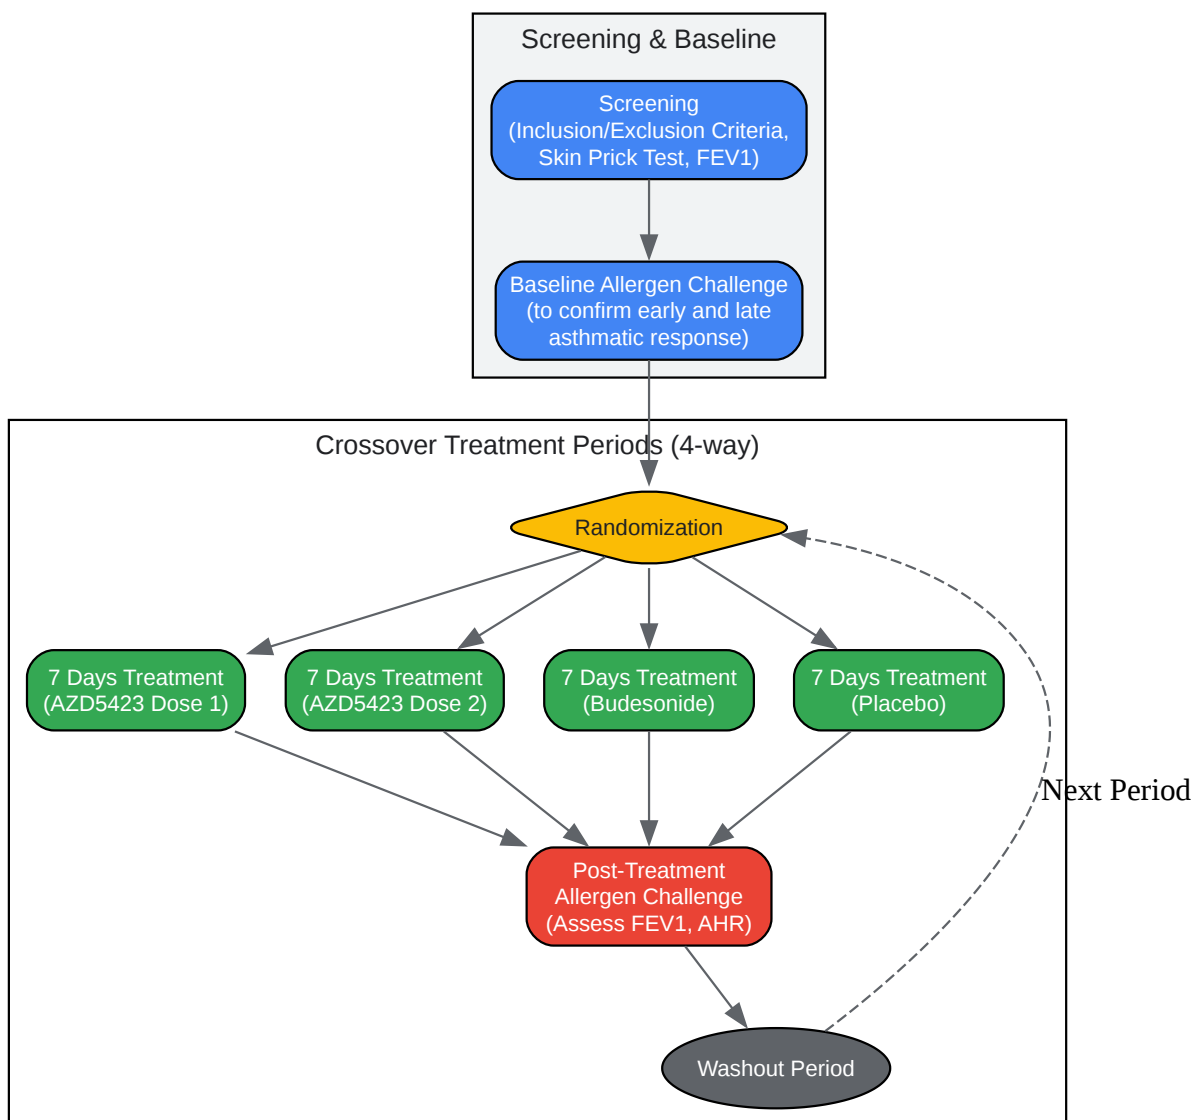 Screening & Baseline
Screening
(Inclusion/Exclusion Criteria,
Skin Prick Test, FEV1)
Baseline Allergen Challenge
(to confirm early and late
asthmatic response)
Crossover Treatment Periods (4-way)
Randomization
7 Days Treatment
(AZD5423 Dose 1)
7 Days Treatment
(AZD5423 Dose 2)
7 Days Treatment
(Budesonide)
7 Days Treatment
(Placebo)
Next Period
Post-Treatment
Allergen Challenge
(Assess FEV1, AHR)
Washout Period